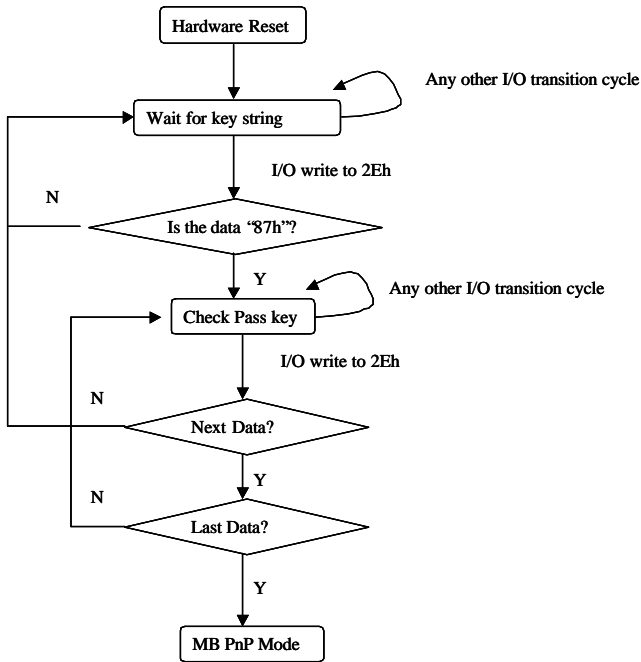 Hardware Reset
Any other I/O transition cycle
Wait for key string
I/O write to 2Eh
N
Is the data “87h”?
Y
Any other I/O transition cycle
Check Pass key
I/O write to 2Eh
N
Next Data?
Y
N
Last Data?
Y
MB PnP Mode